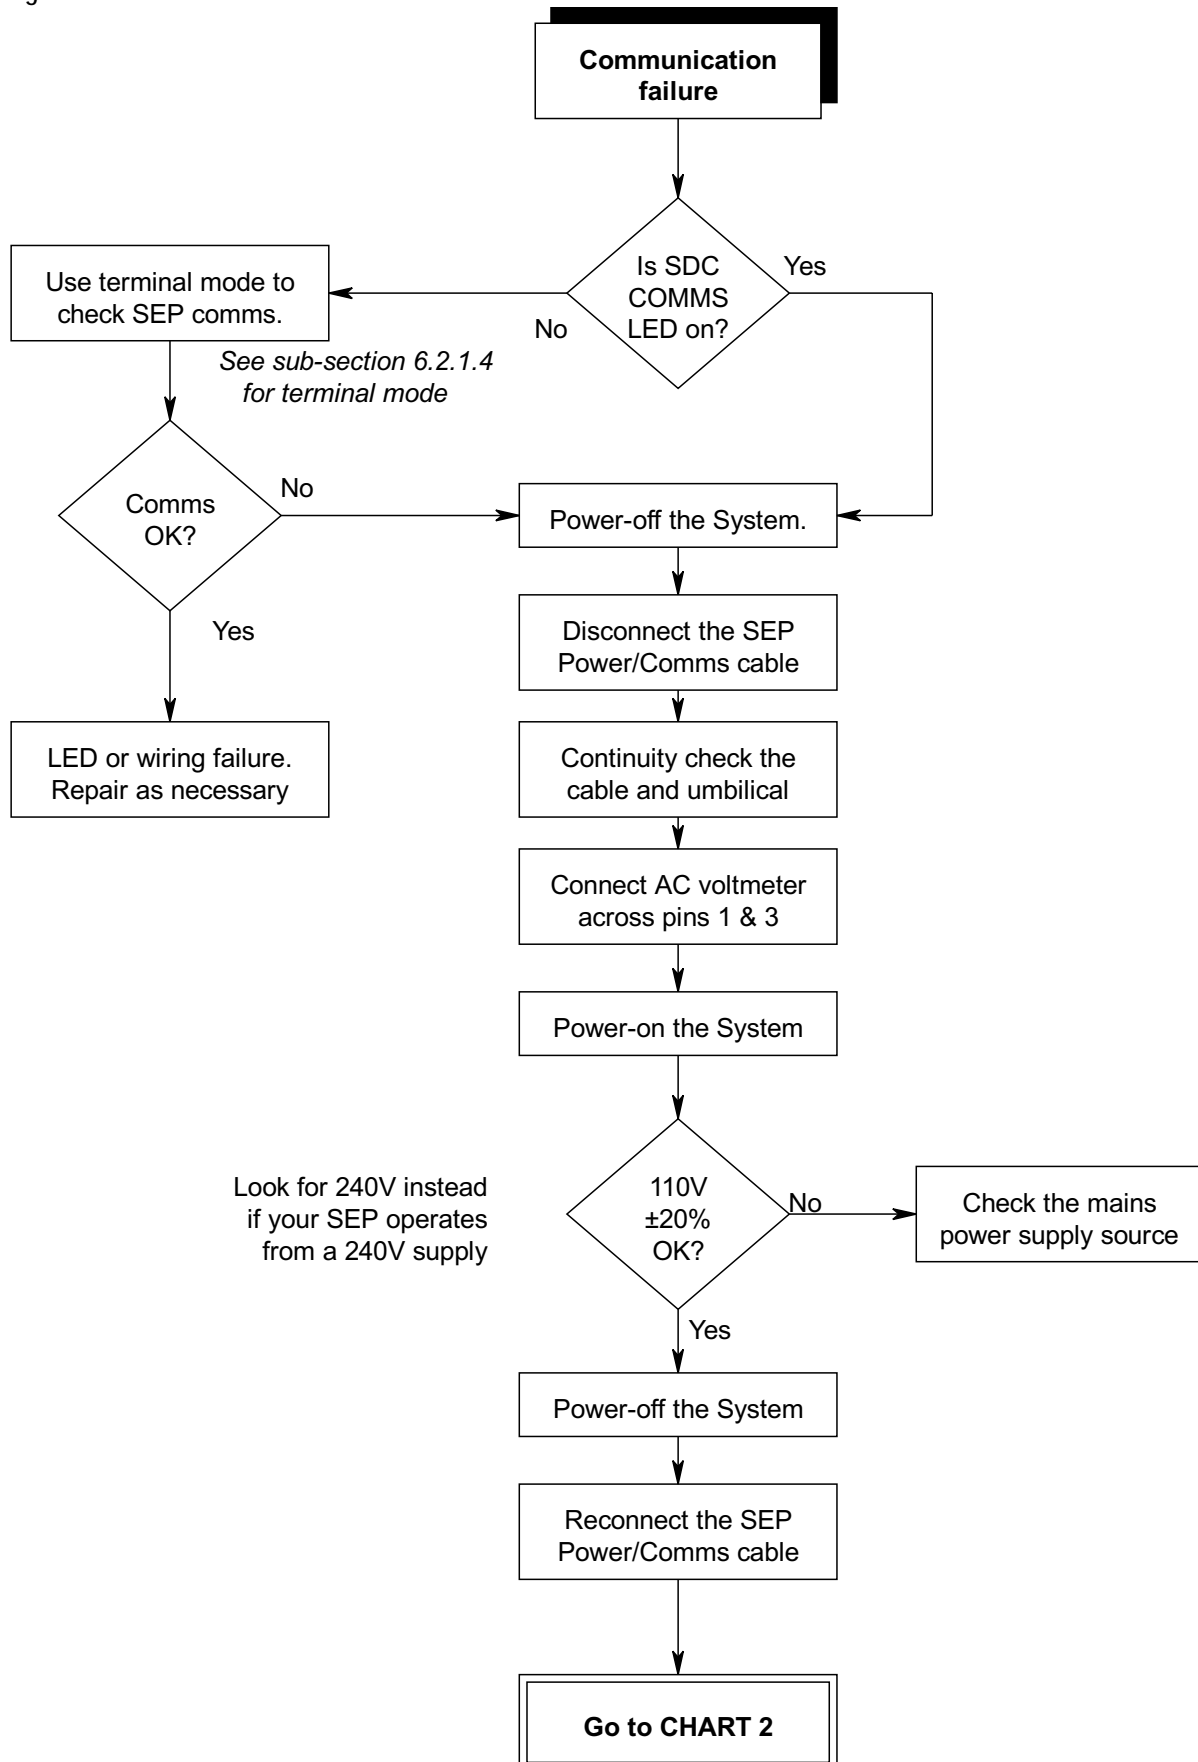 Communication
failure
Is SDC
COMMS
LED on?
Yes
No
Use terminal mode to
check SEP comms.
See sub-section 6.2.1.4
for terminal mode
Comms
OK?
No
Yes
LED or wiring failure.
Repair as necessary
Power-off the System.
Disconnect the SEP
Power/Comms cable
Continuity check the
cable and umbilical
Connect AC voltmeter
across pins 1 & 3
Power-on the System
Look for 240V instead
if your SEP operates
from a 240V supply
110V
±20%
OK?
No
Check the mains
power supply source
Yes
Power-off the System
Reconnect the SEP
Power/Comms cable
Go to CHART 2